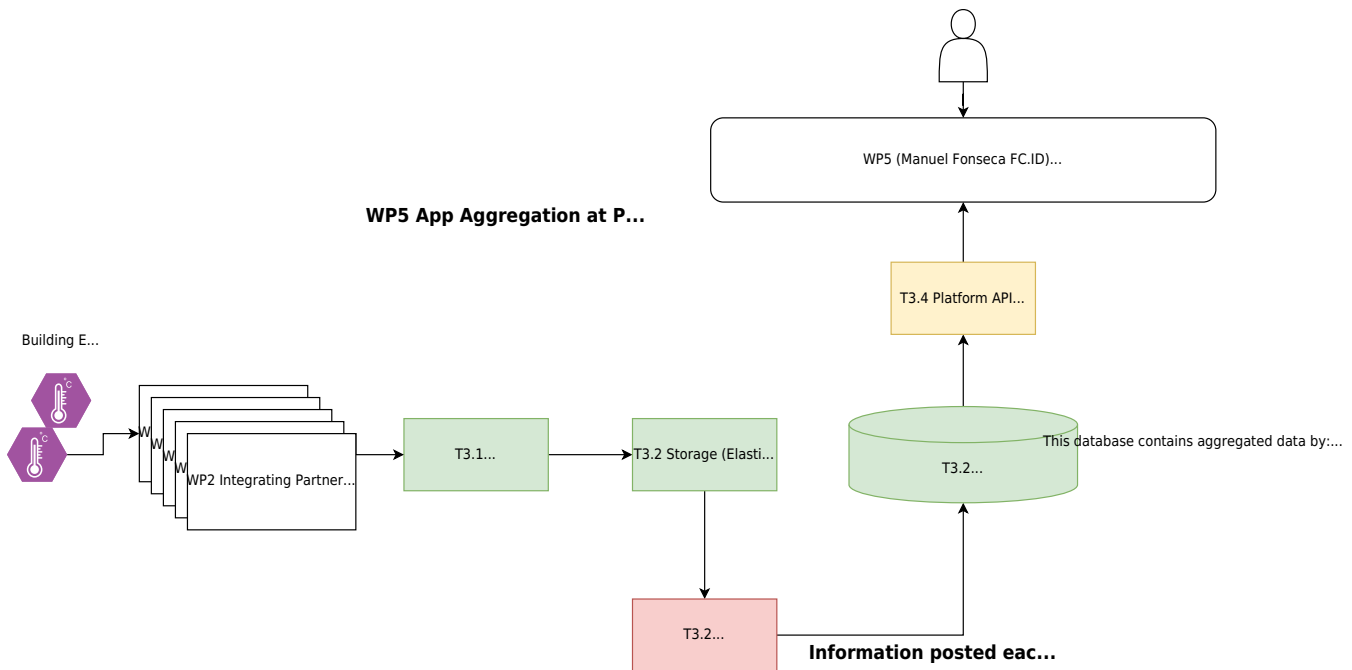 WP5 (Manuel Fonseca FC.ID)...
WP5 App Aggregation at P...
T3.4 Platform API...
Building E...
°C
°C
W
W
W
W
WP2 Integrating Partner...
T3.1...
T3.2 Storage (Elasti...
This database contains aggregated data by:...
T3.2...
T3.2...
Information posted eac...